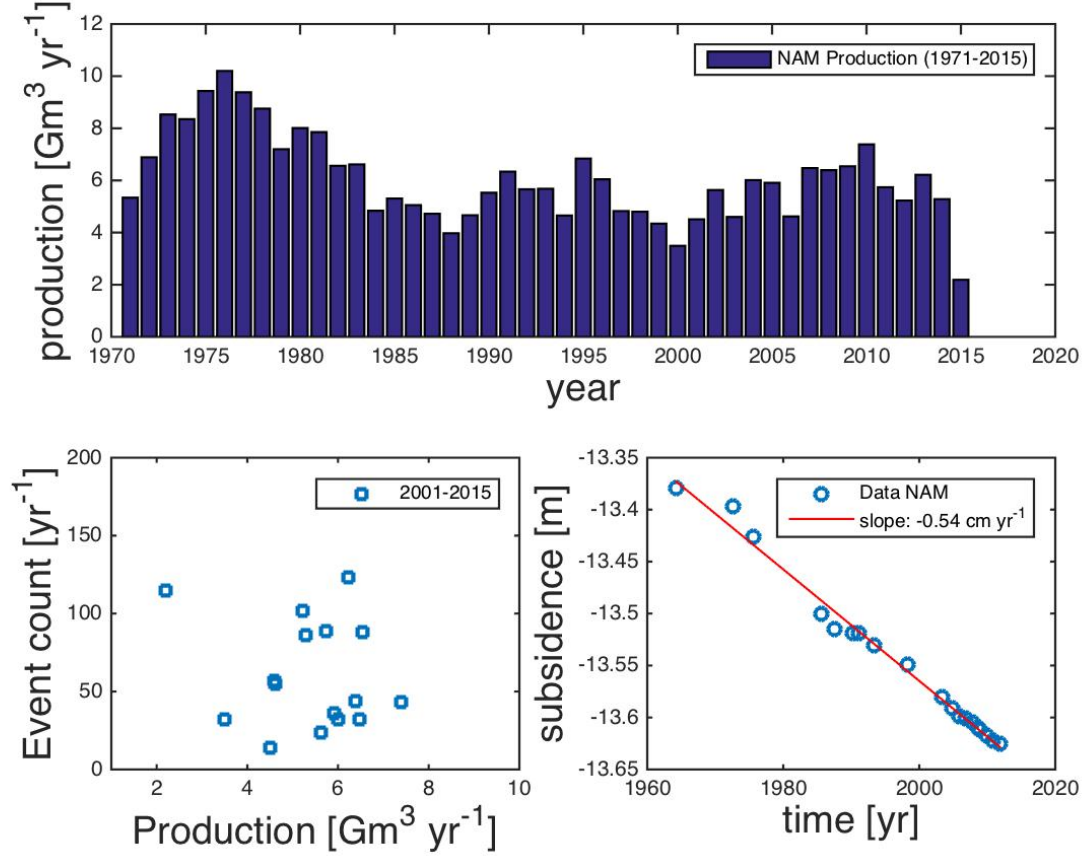 production [Gm³ yr⁻¹]
12
10
8
6
4
2
0
NAM Production (1971-2015)
1970 1975 1980 1985 1990 1995 2000 2005 2010 2015 2020
year
Event count [yr⁻¹]
200
150
100
50
0
2001-2015
2 4 6 8 10
Production [Gm³ yr⁻¹]
subsidence [m]
-13.35
-13.4
-13.45
-13.5
-13.55
-13.6
-13.65
Data NAM
slope: -0.54 cm yr⁻¹
1960 1980 2000 2020
time [yr]